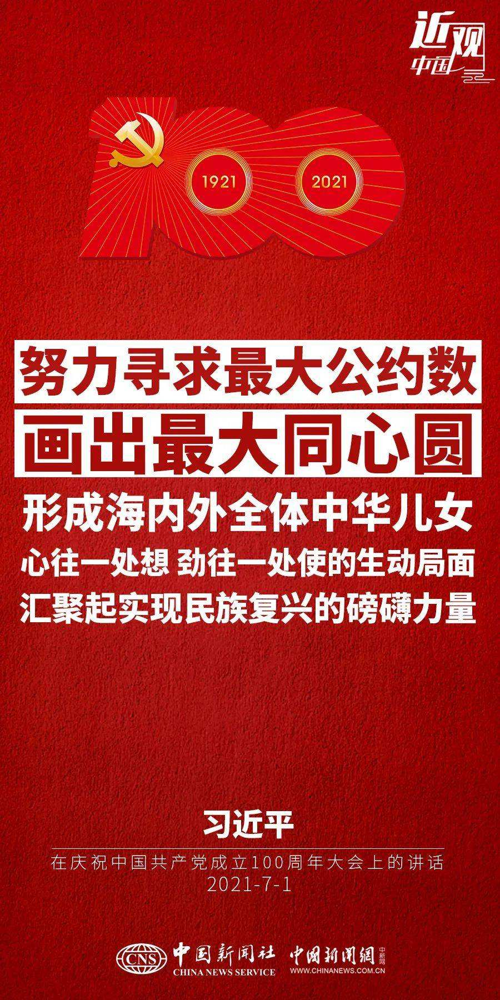 近观
中国
1921
2021
努力寻求最大公约数
画出最大同心圆
形成海内外全体中华儿女
心往一处想 劲往一处使的生动局面
汇聚起实现民族复兴的磅礴力量
习近平
在庆祝中国共产党成立100周年大会上的讲话
2021-7-1
CNS
中国新闻社
CHINA NEWS SERVICE
中國新聞網
中新网
WWW.CHINANEWS.COM.CN